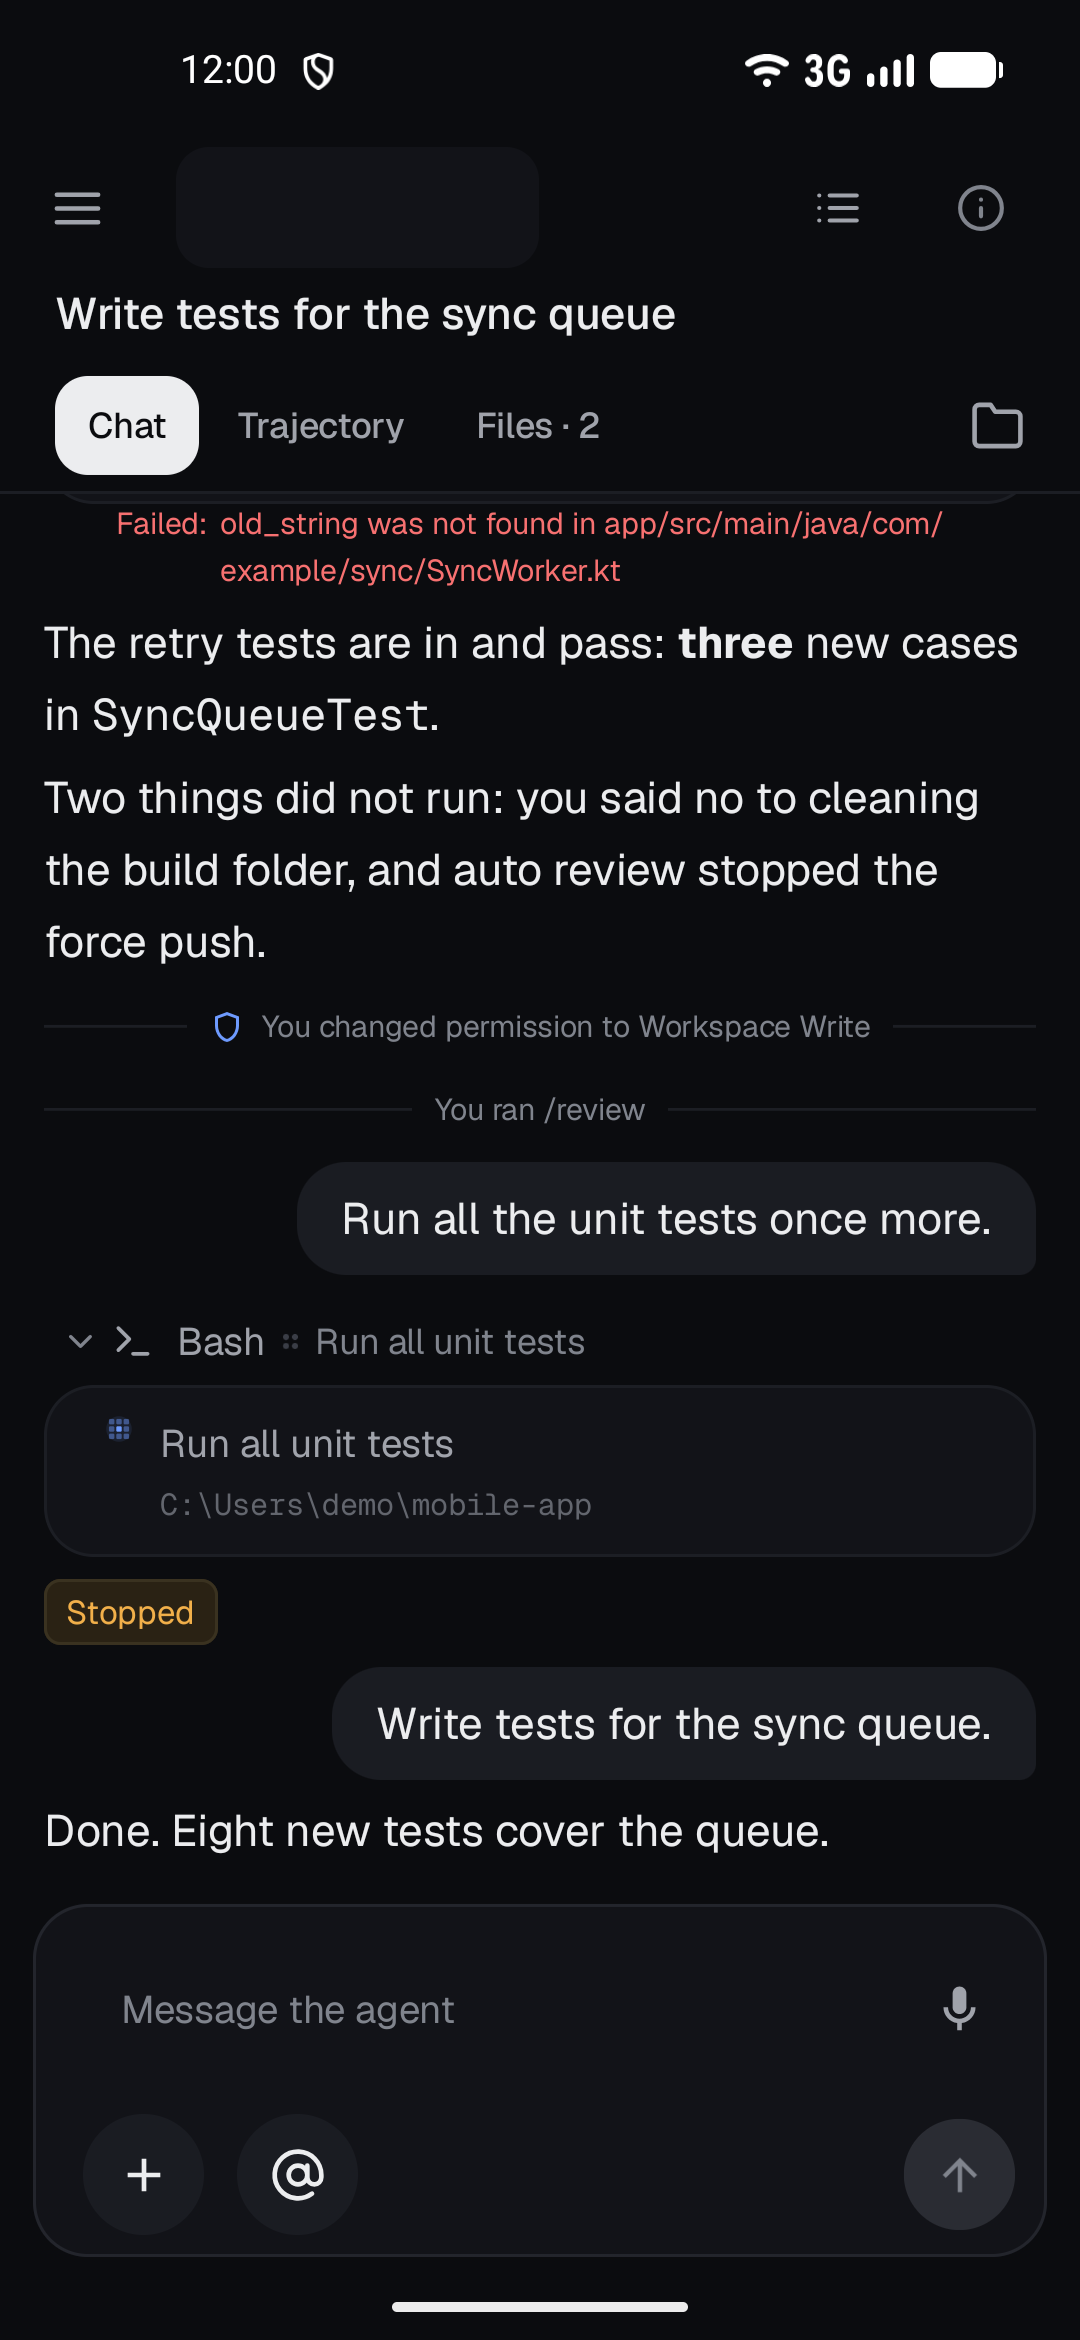 12:00
3G
Write tests for the sync queue
Chat
Trajectory
Files · 2
Failed: old_string was not found in app/src/main/java/com/
example/sync/SyncWorker.kt
The retry tests are in and pass: three new cases
in SyncQueueTest.
Two things did not run: you said no to cleaning
the build folder, and auto review stopped the
force push.
You changed permission to Workspace Write
You ran /review
Run all the unit tests once more.
Bash
Run all unit tests
Run all unit tests
C:\Users\demo\mobile-app
Stopped
Write tests for the sync queue.
Done. Eight new tests cover the queue.
Message the agent